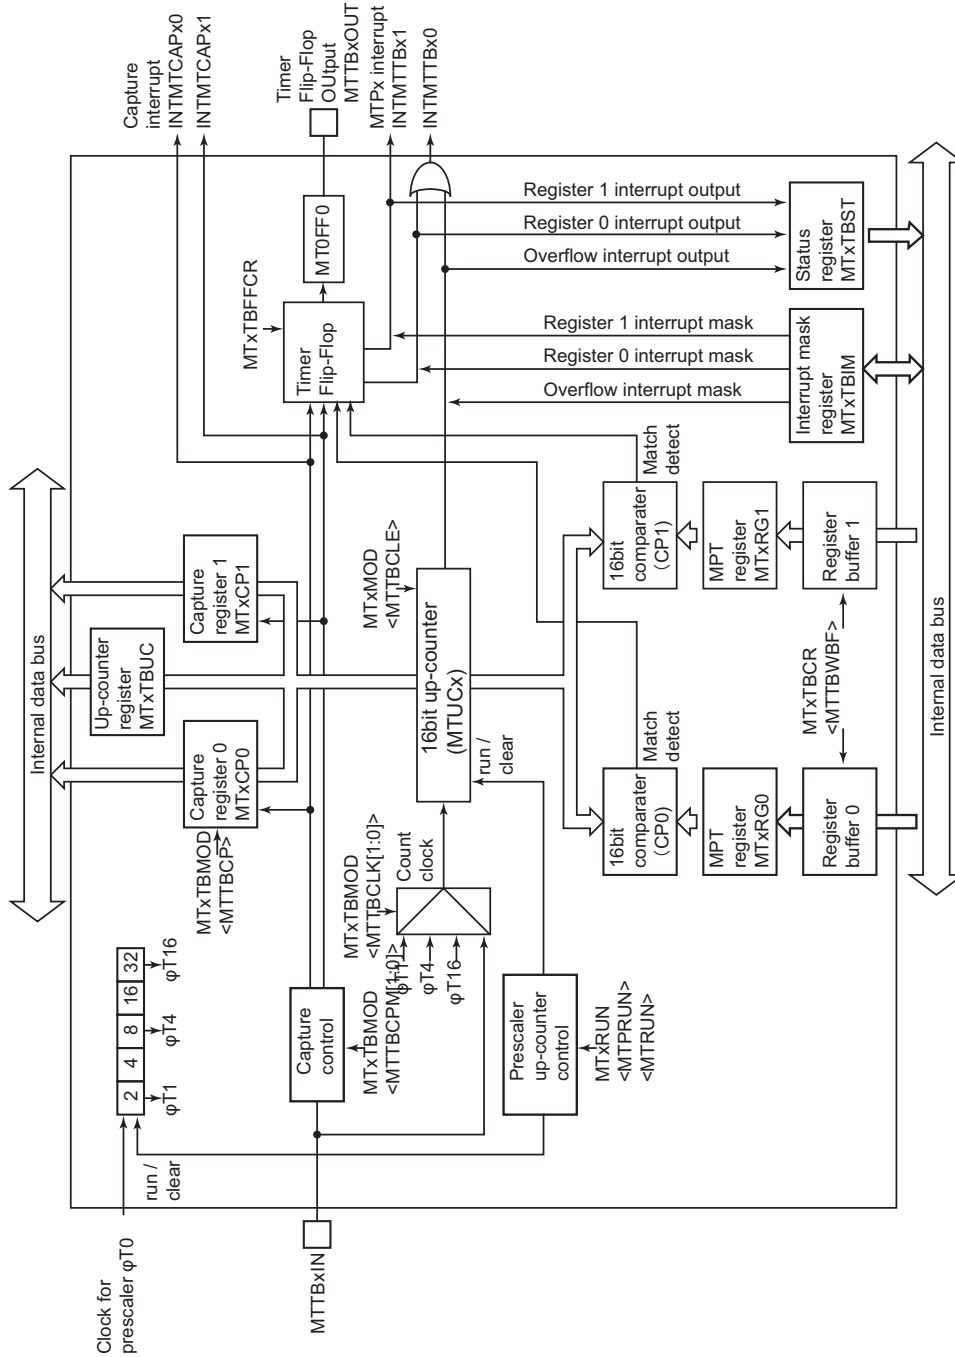 Clock for
prescaler φT0
run /
clear
2
4
8
16
32
φT1
φT4
φT16
MTTBxIN
Capture
control
MTxTBMOD
<MTTBCPM[1:0]>
MTxTBMOD
<MTTBCP>
Internal data bus
Capture
register 0
MTxCP0
Up-counter
register
MTxTBUC
Capture
register 1
MTxCP1
MTxTBMOD
<MTTBCLK[1:0]>
φT1
φT4
φT16
Count
clock
Prescaler
up-counter
control
MTxRUN
<MTPRUN>
<MTRUN>
run /
clear
16bit up-counter
(MTUCx)
MTxMOD
<MTTBCLE>
16bit
comparater
(CP0)
Match
detect
MPT
register
MTxRG0
Register
buffer 0
MTxTBCR
<MTTBWBF>
16bit
comparater
(CP1)
Match
detect
MPT
register
MTxRG1
Register
buffer 1
Internal data bus
MTxTBFFCR
Timer
Flip-Flop
MT0FF0
Overflow interrupt mask
Register 0 interrupt mask
Register 1 interrupt mask
Interrupt mask
register
MTxTBIM
Overflow interrupt output
Register 0 interrupt output
Register 1 interrupt output
Status
register
MTxTBST
Capture
interrupt
INTMTCAPx0
INTMTCAPx1
Timer
Flip-Flop
OUtput
MTTBxOUT
MTPx interrupt
INTMTTBx1
INTMTTBx0